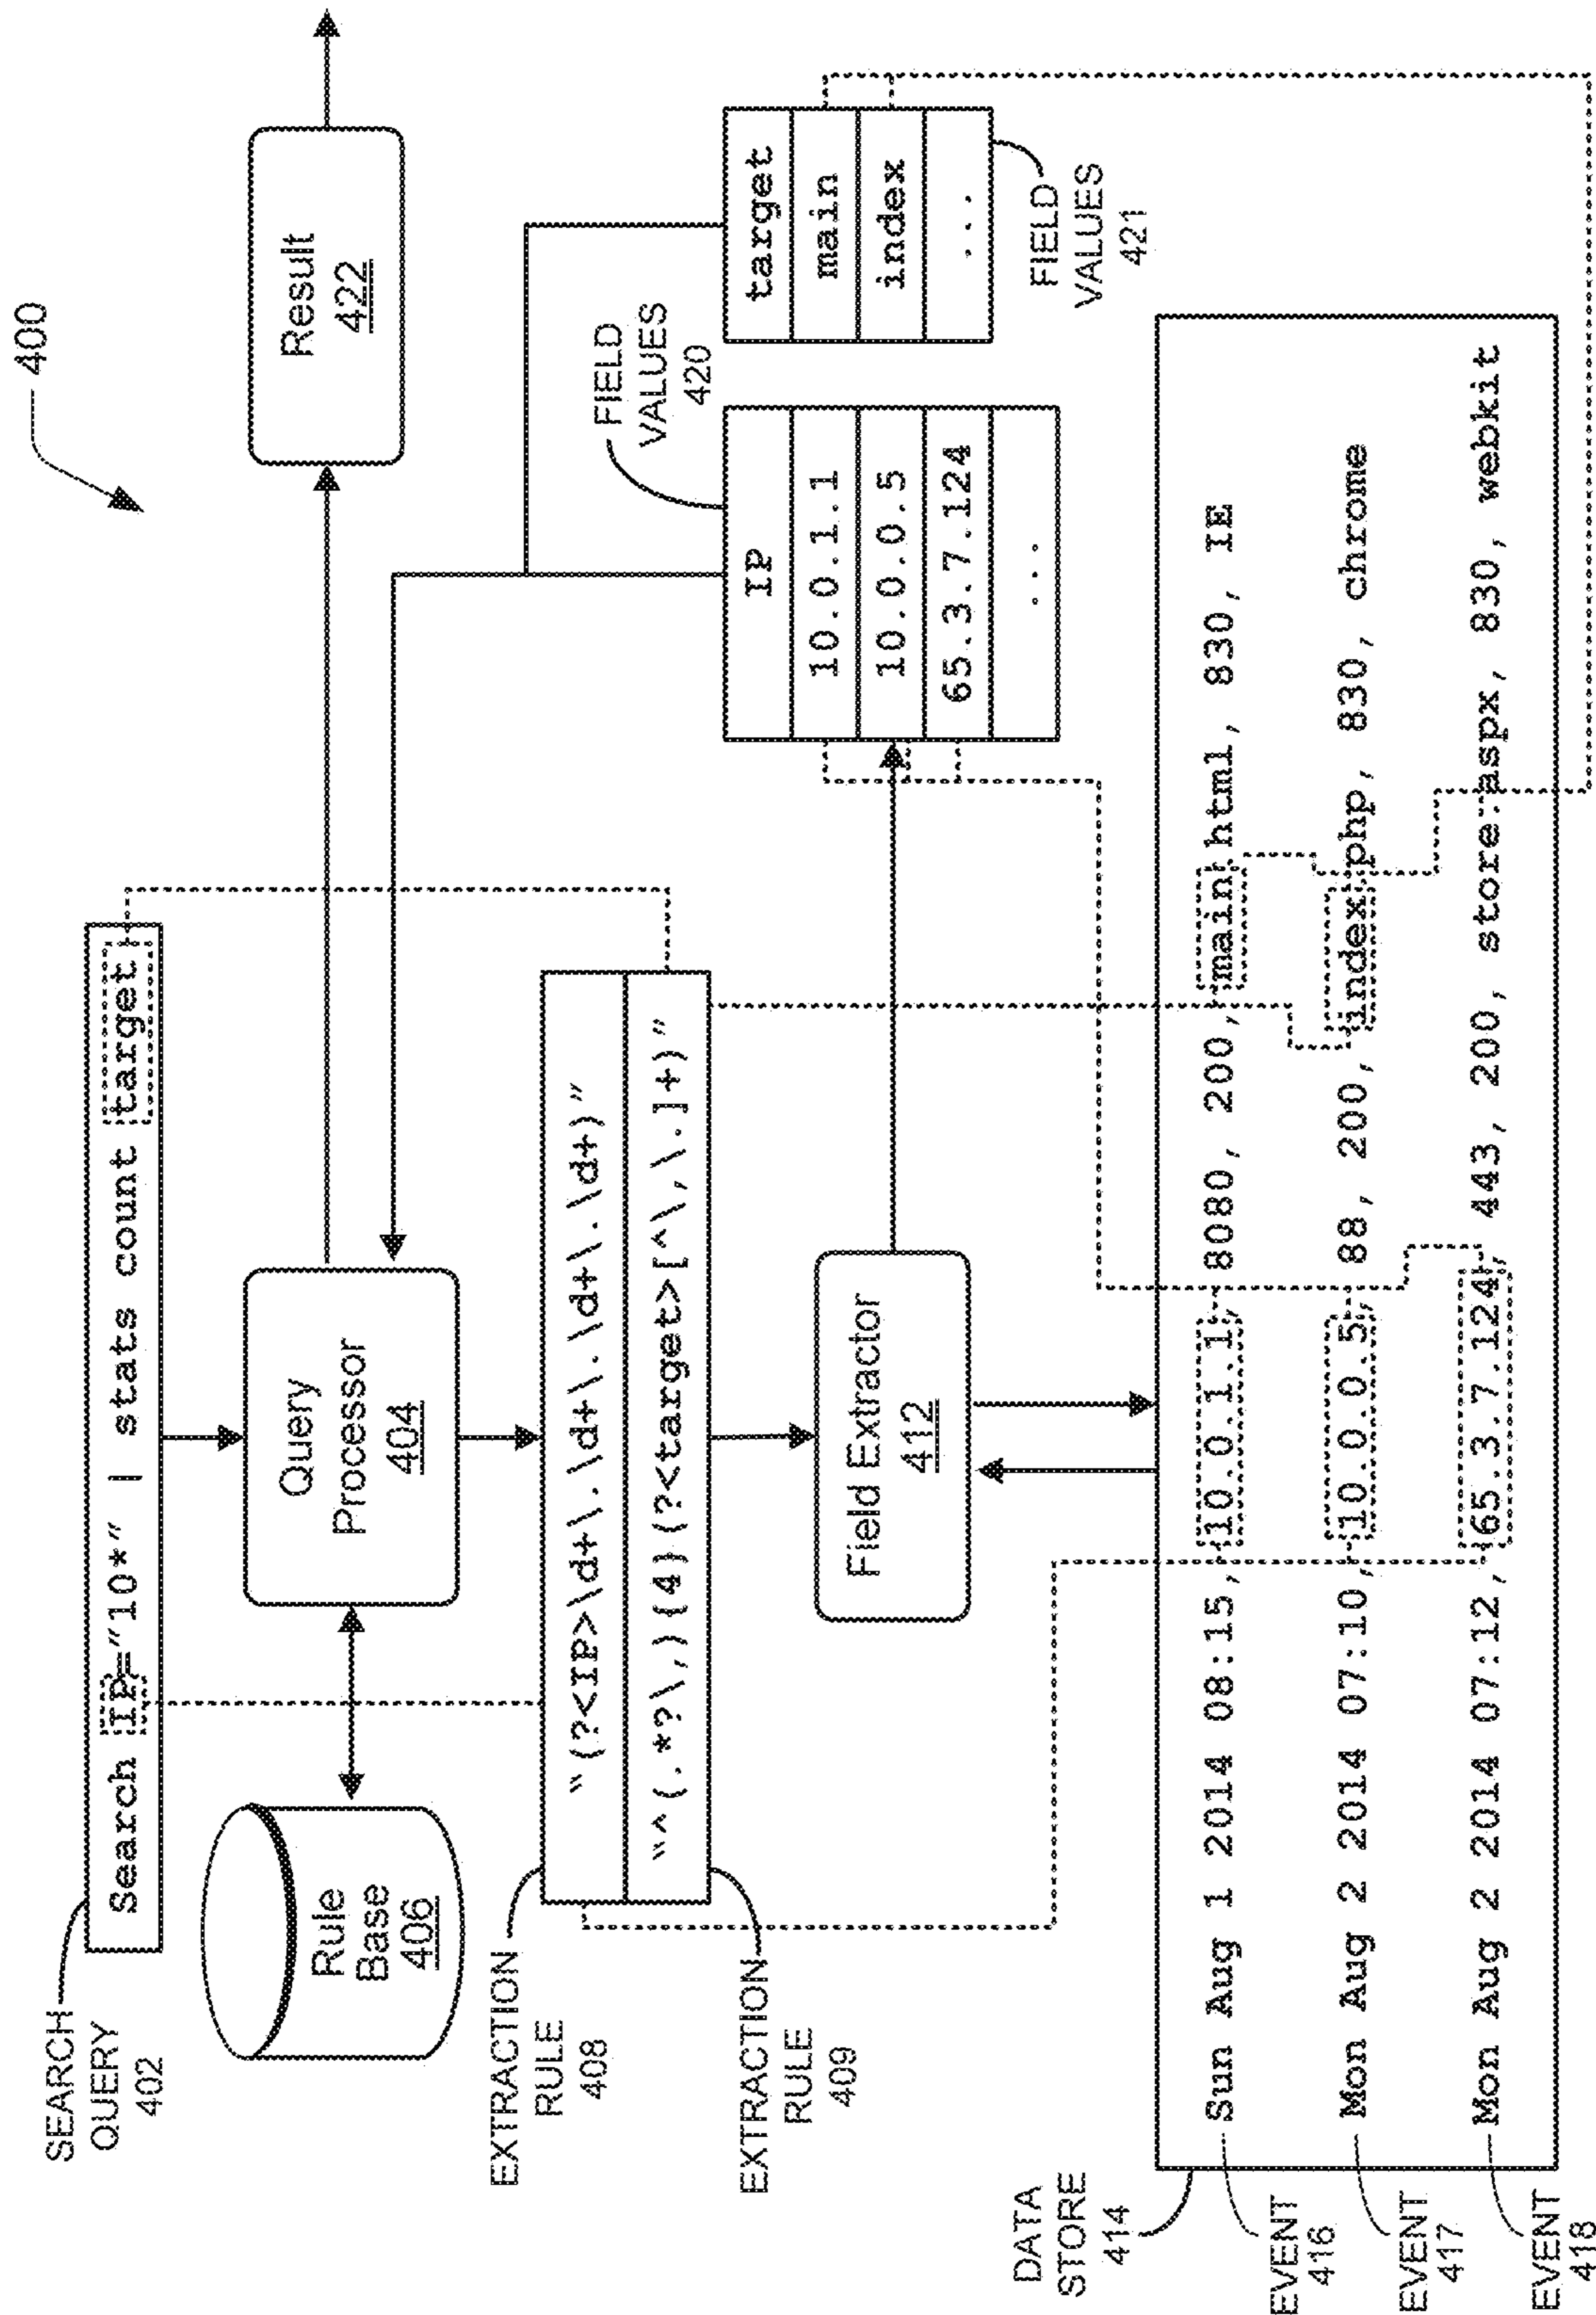 400
SEARCH
QUERY
402
Search IP="10*" | stats count target
Rule
Base
406
Query
Processor
404
Result
422
EXTRACTION
RULE
408
"(?<IP>\d+\.\d+\.\d+\.\d+)"
EXTRACTION
RULE
409
"^(.*?\,){4}(?<target>[^\,\.]+)"
FIELD
VALUES
420
IP
10.0.1.1
10.0.0.5
65.3.7.124
...
target
main
index
...
FIELD
VALUES
421
Field Extractor
412
DATA
STORE
414
EVENT
416
Sun Aug 1 2014 08:15, 10.0.1.1, 8080, 200, main.html, 830, IE
EVENT
417
Mon Aug 2 2014 07:10, 10.0.0.5, 88, 200, index.php, 830, chrome
EVENT
418
Mon Aug 2 2014 07:12, 65.3.7.124, 443, 200, store.aspx, 830, webkit